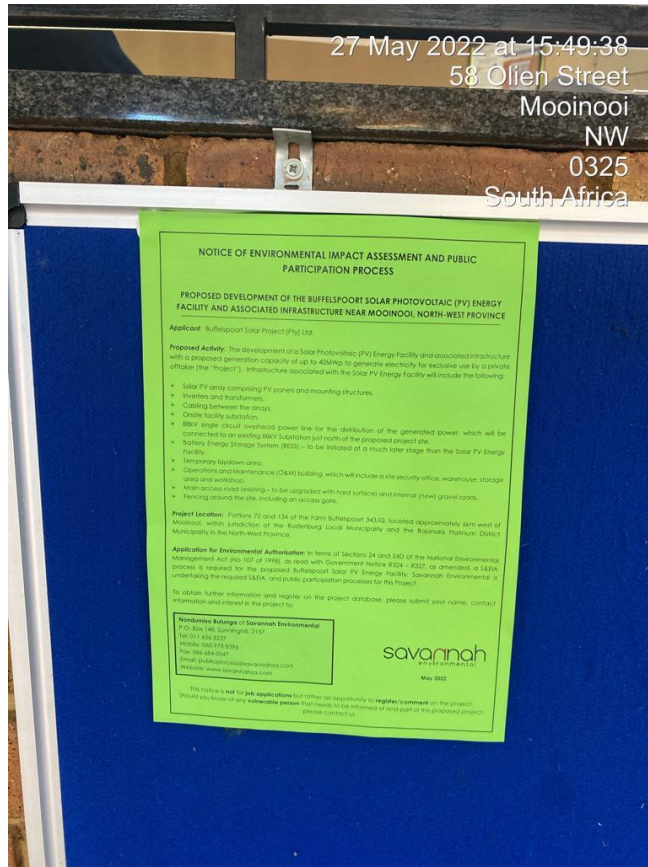 27 May 2022 at 15:49:38
58 Olien Street
Mooinooi
NW
0325
South Africa
NOTICE OF ENVIRONMENTAL IMPACT ASSESSMENT AND PUBLIC
PARTICIPATION PROCESS
PROPOSED DEVELOPMENT OF THE BUFFELSPOORT SOLAR PHOTOVOLTAIC (PV) ENERGY
FACILITY AND ASSOCIATED INFRASTRUCTURE NEAR MOOINOOI, NORTH-WEST PROVINCE
Applicant: Buffelspoort Solar Project (Pty) Ltd.
Proposed Activity: The development of a Solar Photovoltaic (PV) Energy Facility and associated infrastructure
with a proposed generation capacity of up to 40MWp to generate electricity for exclusive use by a private
offtaker (the "Project"). Infrastructure associated with the Solar PV Energy Facility will include the following:
» Solar PV array comprising PV panels and mounting structures.
» Inverters and transformers.
» Cabling between the arrays.
» Onsite facility substation.
» 88kV single circuit overhead power line for the distribution of the generated power, which will be
connected to an existing 88kV Substation just north of the proposed project site.
» Battery Energy Storage System (BESS) – to be initiated at a much later stage than the Solar PV Energy
Facility.
» Temporary laydown area.
» Operations and Maintenance (O&M) building, which will include a site security office, warehouse, storage
area and workshop.
» Main access road (existing – to be upgraded with hard surface) and internal (new) gravel roads.
» Fencing around the site, including an access gate.
Project Location: Portions 75 and 134 of the Farm Buffelspoort 343JQ, located approximately 6km west of
Mooinooi, within jurisdiction of the Rustenburg Local Municipality and the Bojanala Platinum District
Municipality in the North-West Province.
Application for Environmental Authorisation: In terms of Sections 24 and 24D of the National Environmental
Management Act (No 107 of 1998), as read with Government Notice R324 – R327, as amended, a S&EIA
process is required for the proposed Buffelspoort Solar PV Energy Facility. Savannah Environmental is
undertaking the required S&EIA, and public participation processes for this Project.
To obtain further information and register on the project database, please submit your name, contact
information and interest in the project to:
Nondumiso Bulunga of Savannah Environmental
P.O. Box 148, Sunninghill, 2157
Tel: 011 656 3237
Mobile: 060 978 8396
Fax: 086 684 0547
Email: publicprocess@savannahsa.com
Website: www.savannahsa.com
savannah
environmental
May 2022
This notice is not for job applications but rather an opportunity to register/comment on the project.
Should you know of any vulnerable person that needs to be informed of and part of this proposed project,
please contact us.